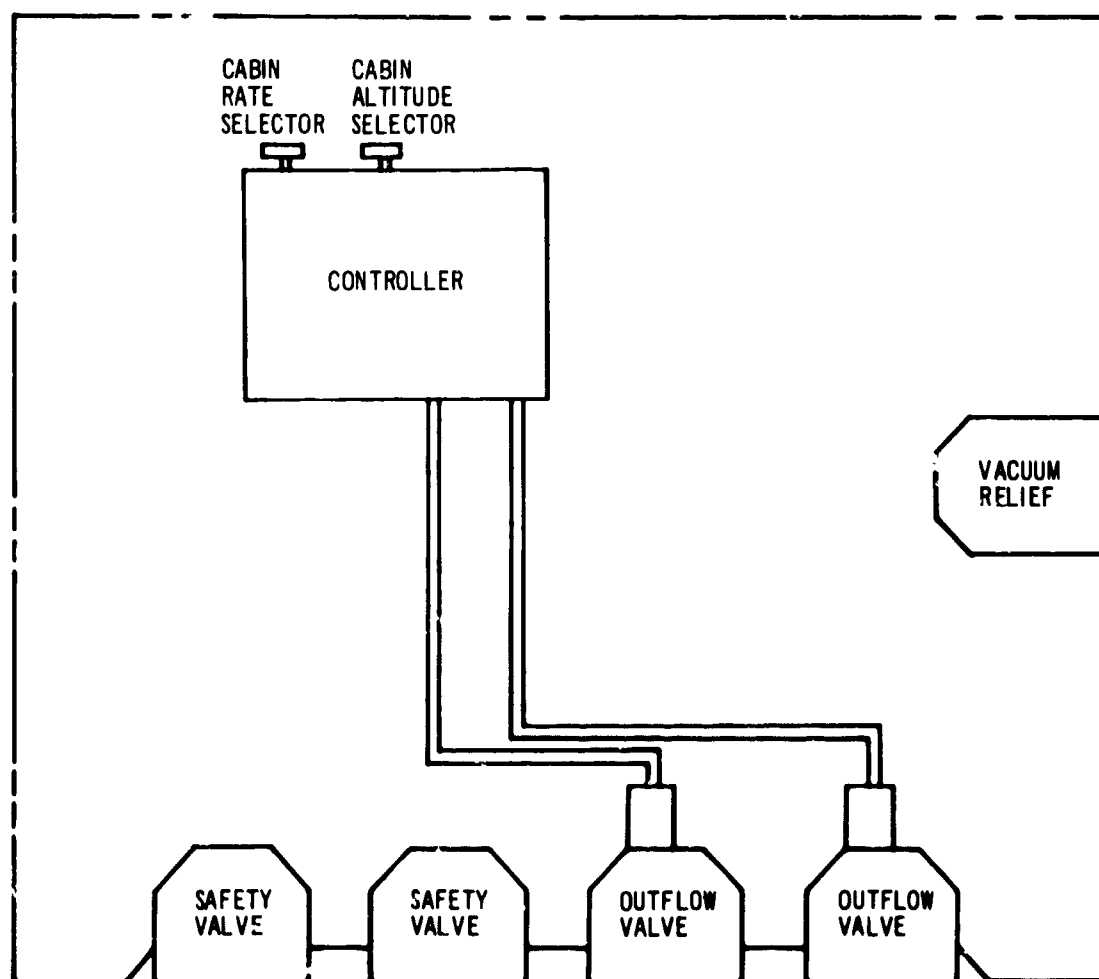 CABIN
RATE
SELECTOR
CABIN
ALTITUDE
SELECTOR
CONTROLLER
VACUUM
RELIEF
SAFETY
VALVE
SAFETY
VALVE
OUTFLOW
VALVE
OUTFLOW
VALVE